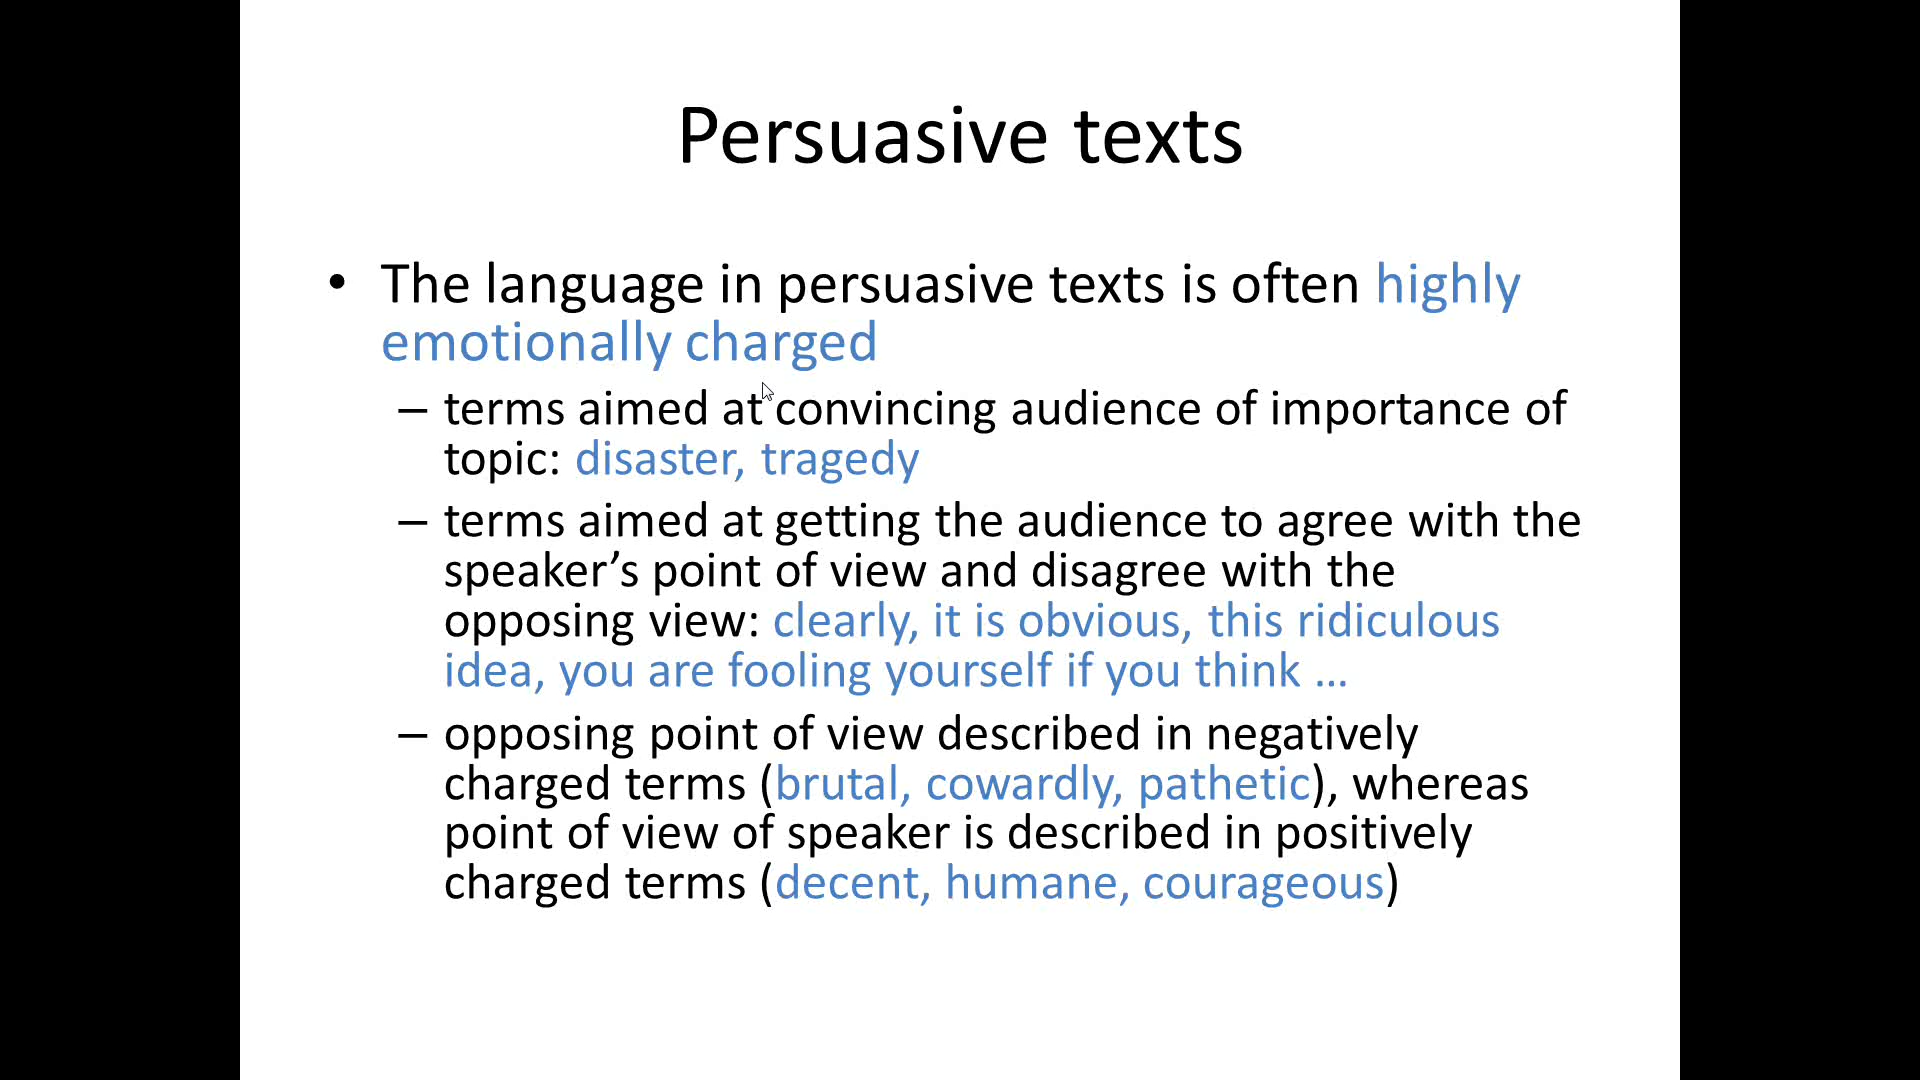 Persuasive texts
• The language in persuasive texts is often highly
emotionally charged
– terms aimed at convincing audience of importance of
topic: disaster, tragedy
– terms aimed at getting the audience to agree with the
speaker’s point of view and disagree with the
opposing view: clearly, it is obvious, this ridiculous
idea, you are fooling yourself if you think …
– opposing point of view described in negatively
charged terms (brutal, cowardly, pathetic), whereas
point of view of speaker is described in positively
charged terms (decent, humane, courageous)